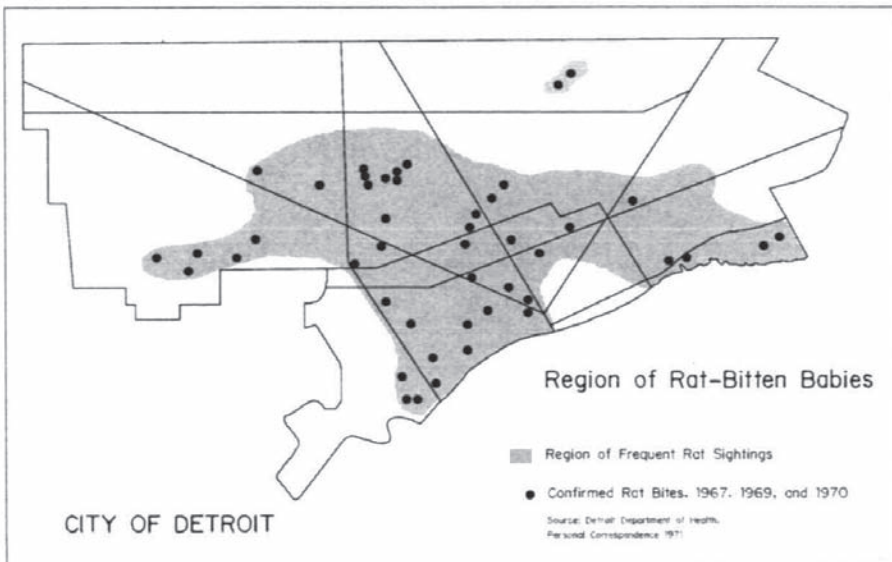 Region of Rat-Bitten Babies
Region of Frequent Rat Sightings
Confirmed Rat Bites, 1967, 1969, and 1970
Source: Detroit Department of Health,
Personal Correspondence 1971
CITY OF DETROIT